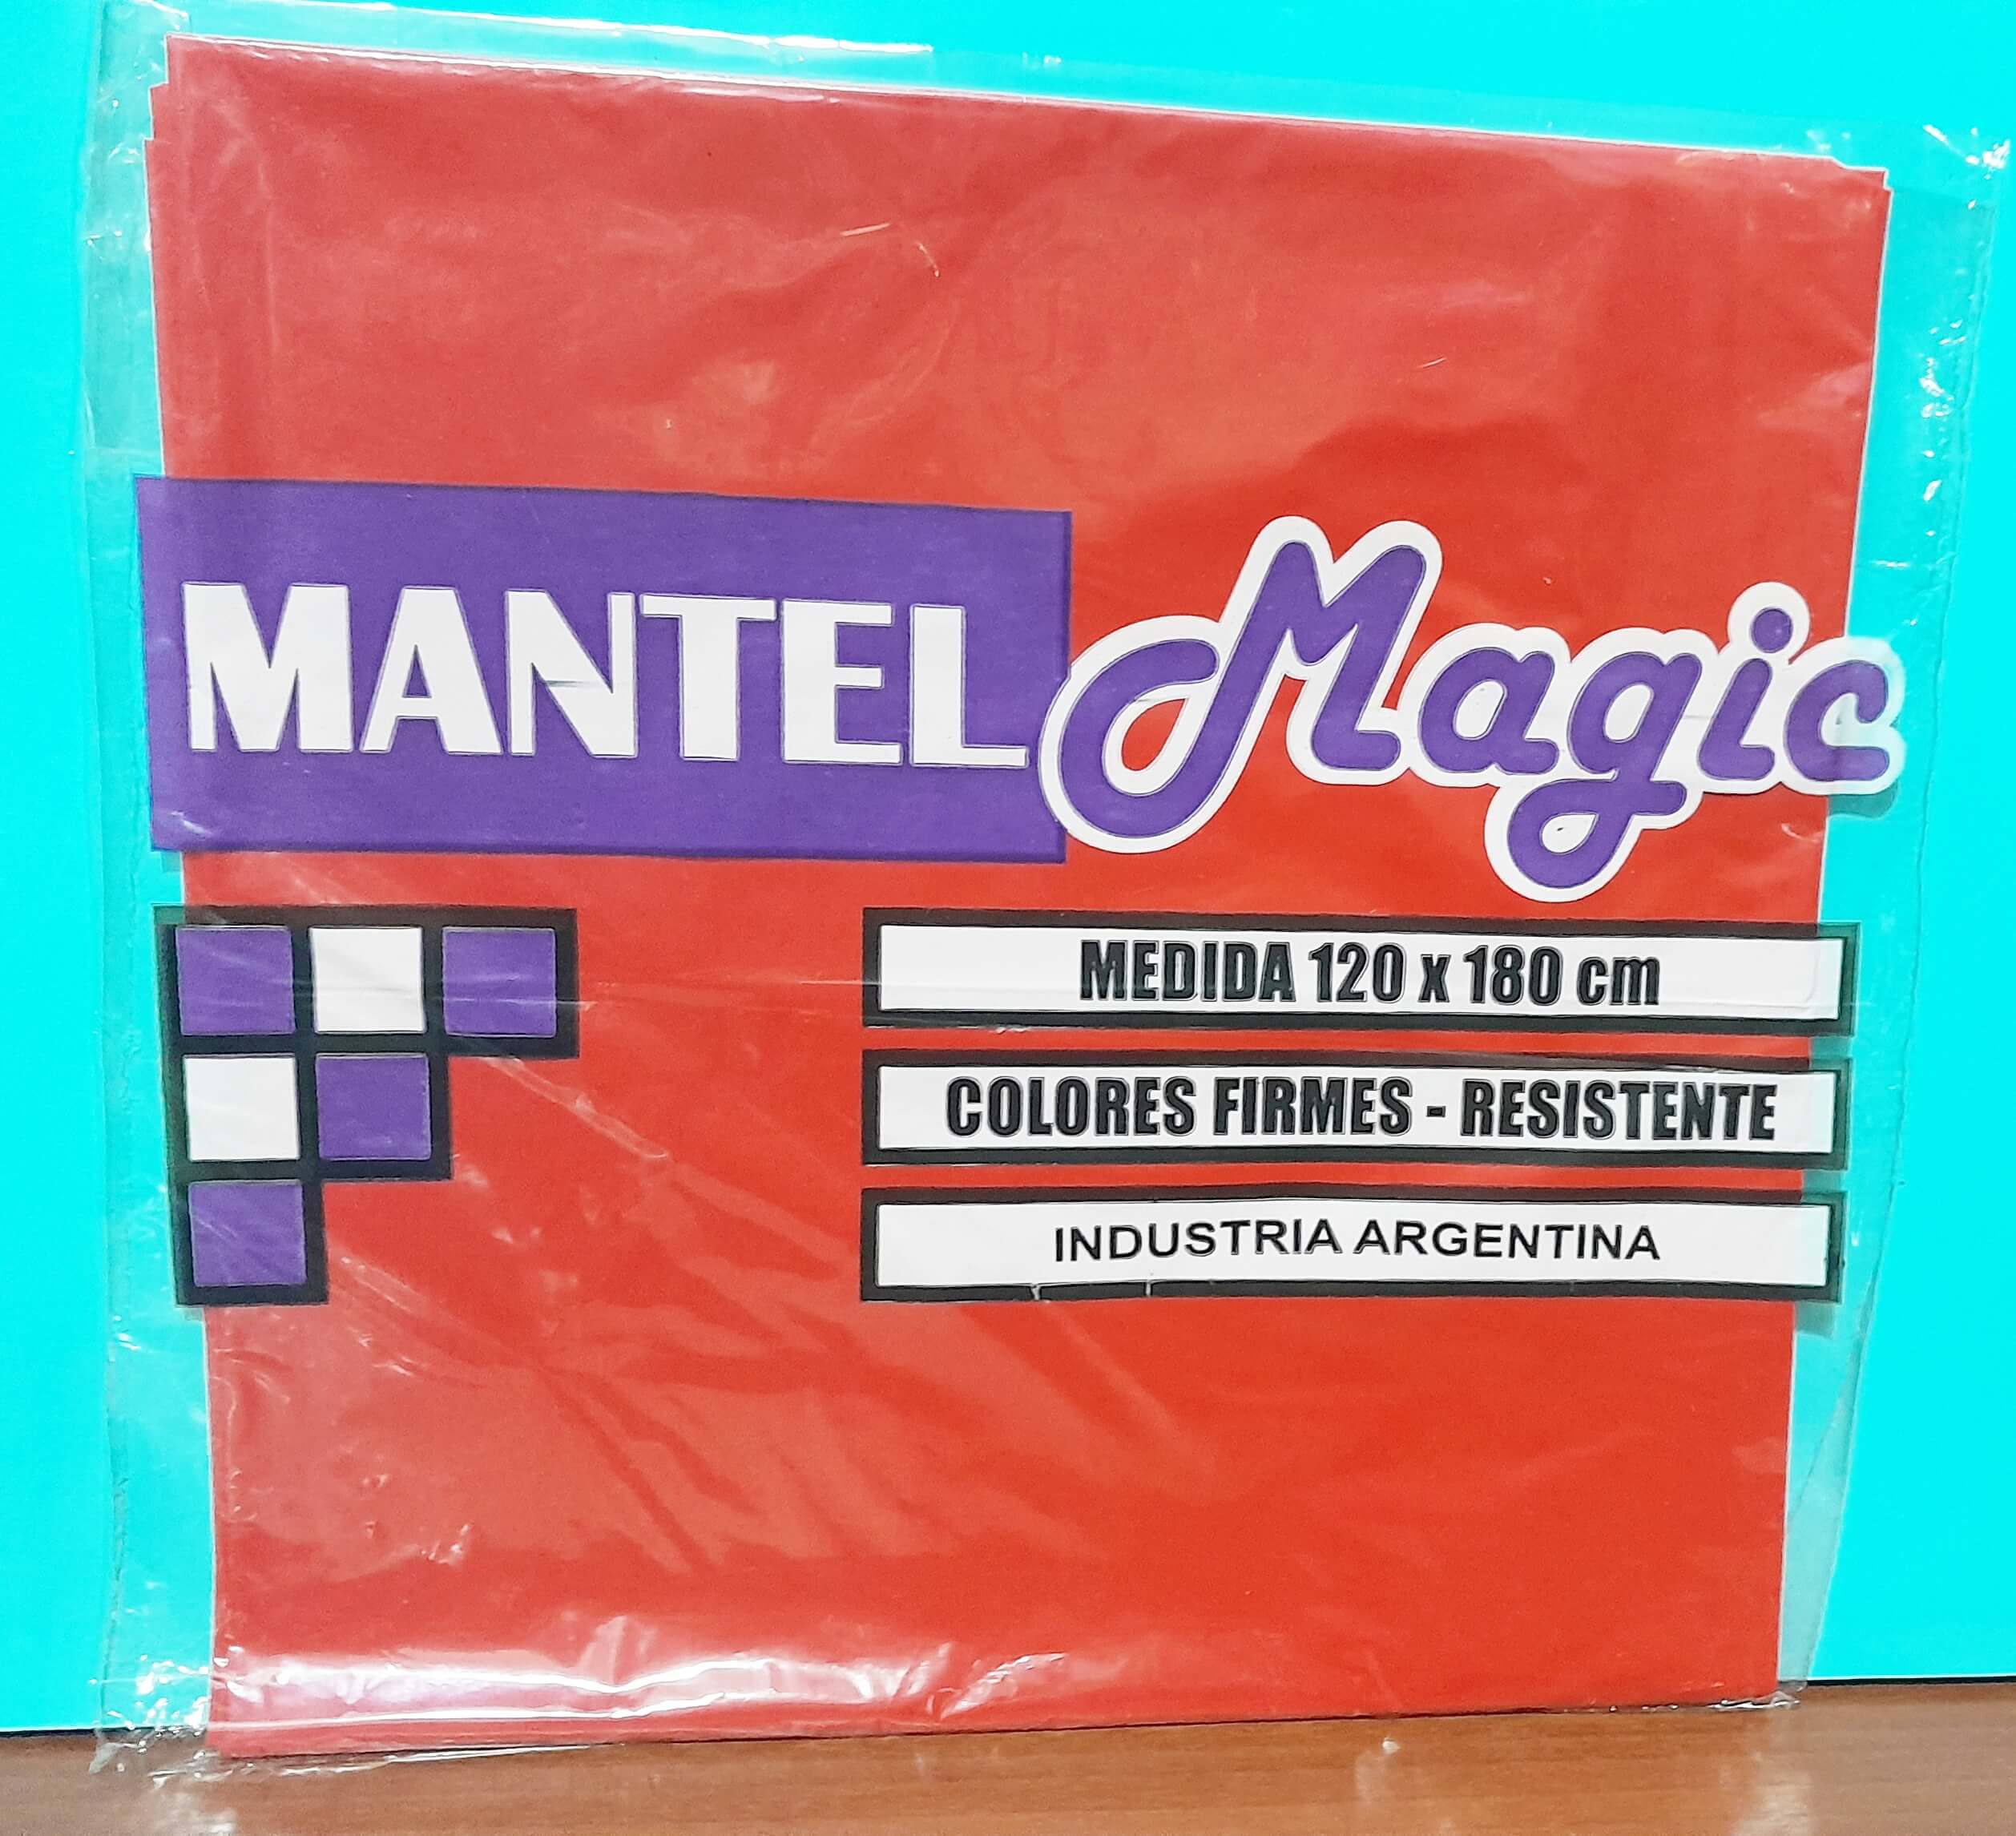 MANTEL Magic
MEDIDA 120 x 180 cm
COLORES FIRMES - RESISTENTE
INDUSTRIA ARGENTINA